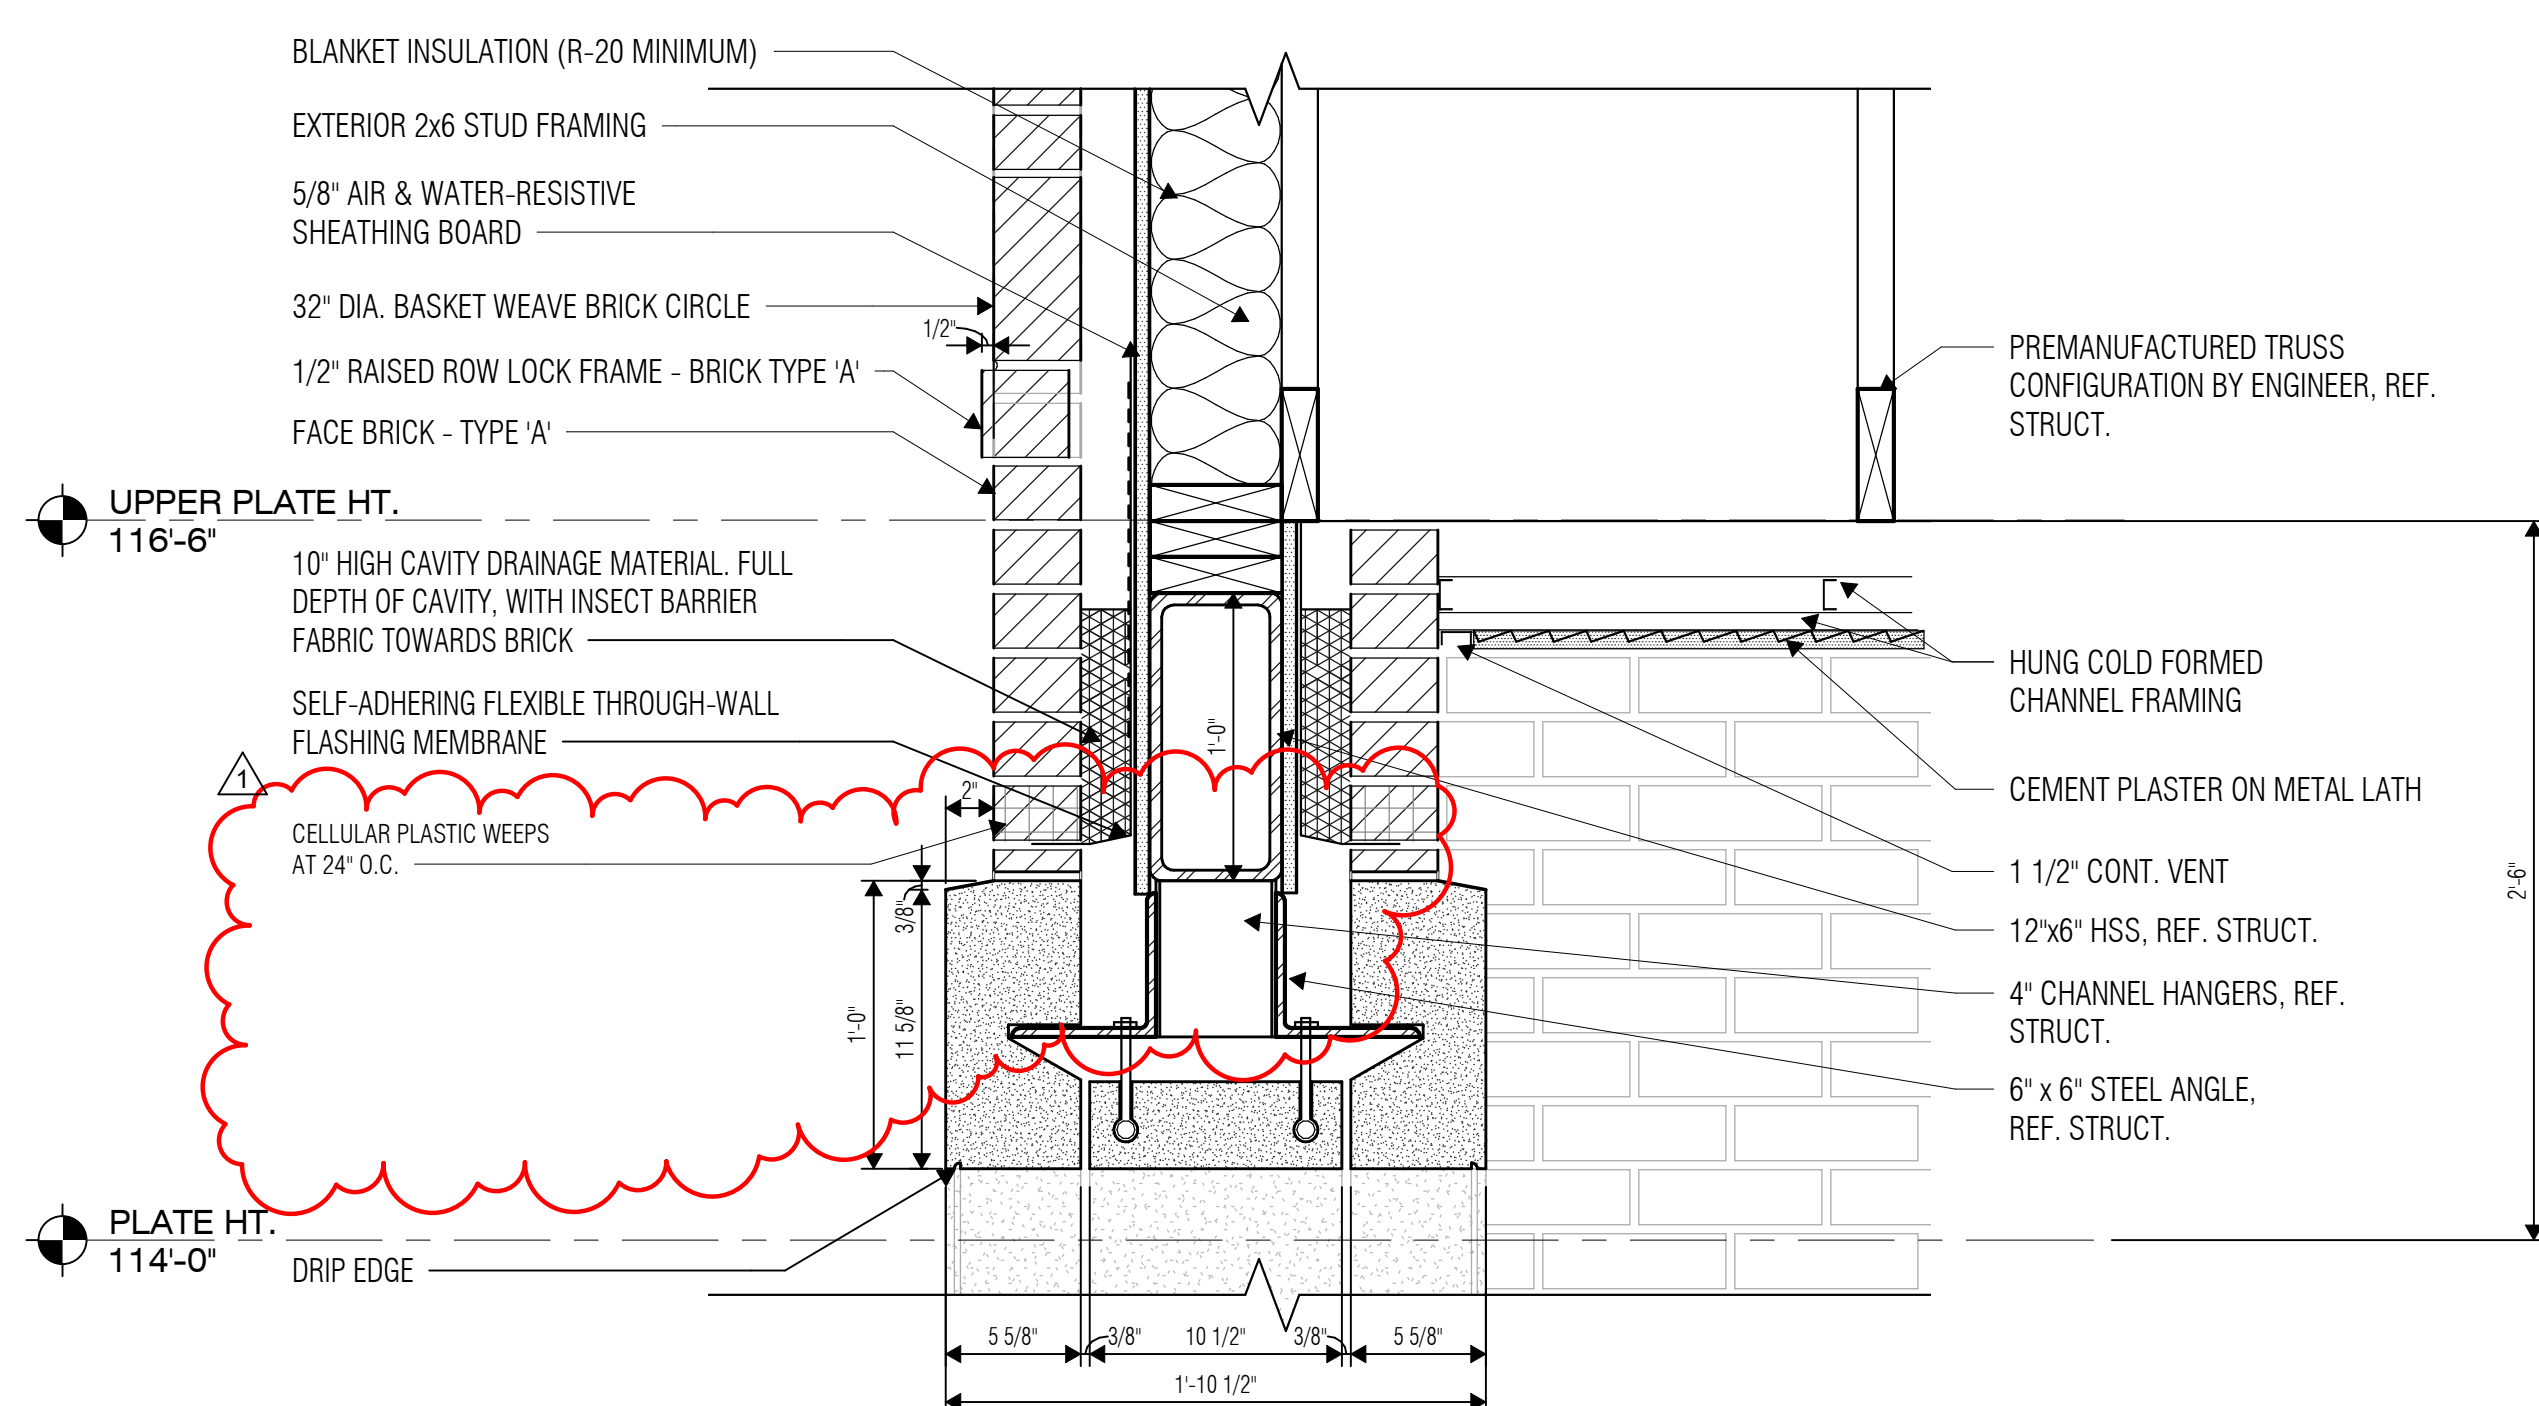 BLANKET INSULATION (R-20 MINIMUM)
EXTERIOR 2x6 STUD FRAMING
5/8" AIR & WATER-RESISTIVE
SHEATHING BOARD
32" DIA. BASKET WEAVE BRICK CIRCLE
1/2"
1/2" RAISED ROW LOCK FRAME - BRICK TYPE 'A'
FACE BRICK - TYPE 'A'
UPPER PLATE HT.
116'-6"
10" HIGH CAVITY DRAINAGE MATERIAL. FULL
DEPTH OF CAVITY, WITH INSECT BARRIER
FABRIC TOWARDS BRICK
SELF-ADHERING FLEXIBLE THROUGH-WALL
FLASHING MEMBRANE
1
CELLULAR PLASTIC WEEPS
AT 24" O.C.
2"
1'-0"
3/8"
11 5/8"
1'-0"
PLATE HT.
114'-0"
DRIP EDGE
5 5/8"
3/8"
10 1/2"
3/8"
5 5/8"
1'-10 1/2"
PREMANUFACTURED TRUSS
CONFIGURATION BY ENGINEER, REF.
STRUCT.
HUNG COLD FORMED
CHANNEL FRAMING
CEMENT PLASTER ON METAL LATH
1 1/2" CONT. VENT
12"x6" HSS, REF. STRUCT.
4" CHANNEL HANGERS, REF.
STRUCT.
6" x 6" STEEL ANGLE,
REF. STRUCT.
2'-6"